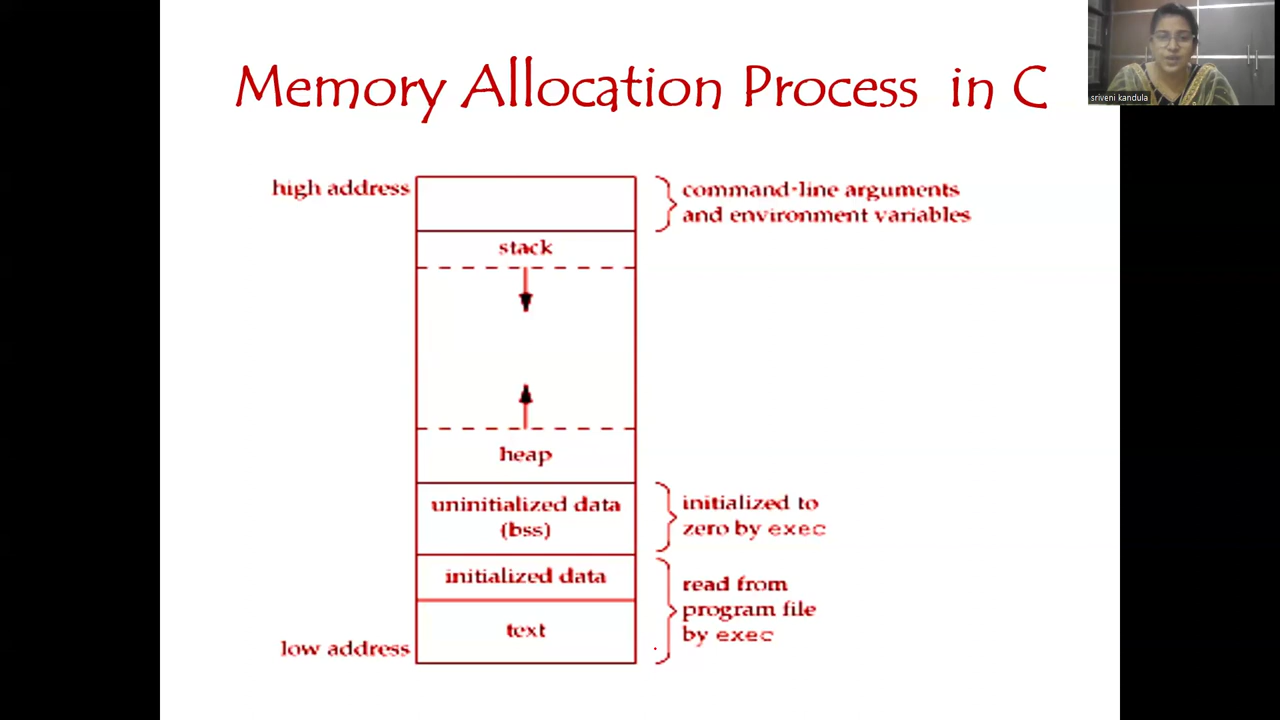 Memory Allocation Process in C
sriveni kandula
high address
command-line arguments
and environment variables
stack
heap
uninitialized data
(bss)
initialized to
zero by exec
initialized data
read from
program file
by exec
text
low address